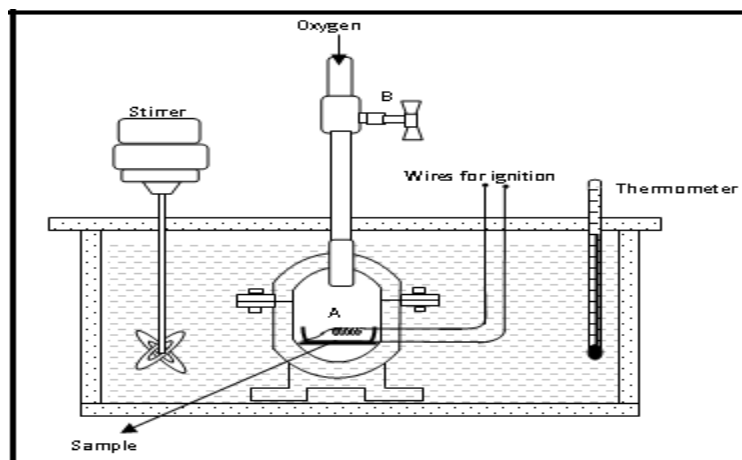 Oxygen
B
Stirrer
Wires for ignition
Thermometer
A
Sample